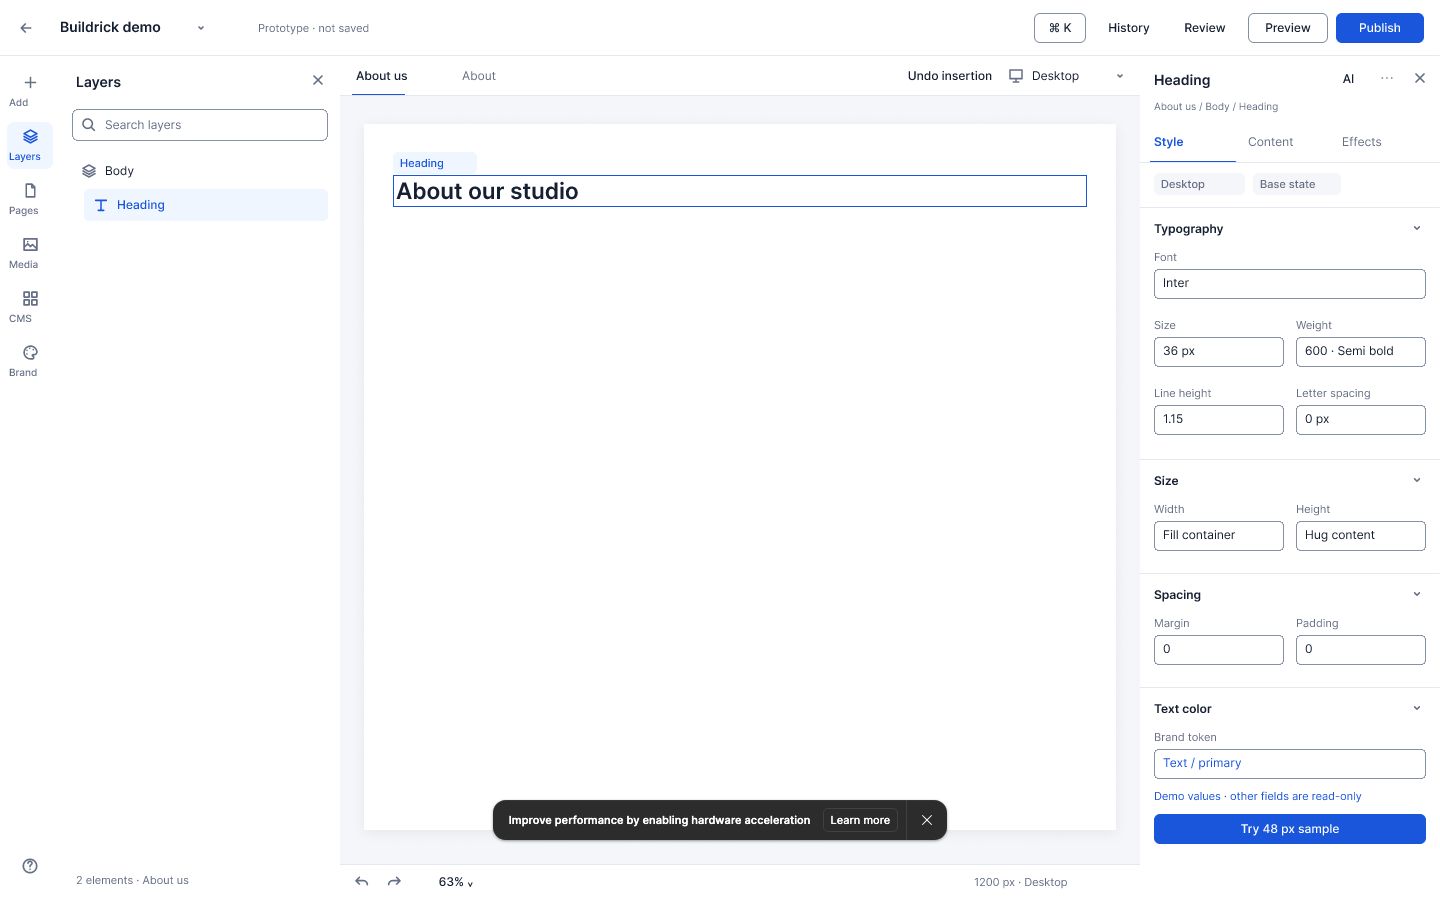 Buildrick demo
Prototype · not saved
⌘ K
History
Review
Preview
Publish
Add
Layers
Pages
Media
CMS
Brand
Layers
Search layers
Body
Heading
2 elements · About us
About us
About
Undo insertion
Desktop
Heading
About our studio
Improve performance by enabling hardware acceleration
Learn more
63%
1200 px · Desktop
Heading
AI
About us / Body / Heading
Style
Content
Effects
Desktop
Base state
Typography
Font
Inter
Size
Weight
36 px
600 · Semi bold
Line height
Letter spacing
1.15
0 px
Size
Width
Height
Fill container
Hug content
Spacing
Margin
Padding
0
0
Text color
Brand token
Text / primary
Demo values · other fields are read-only
Try 48 px sample